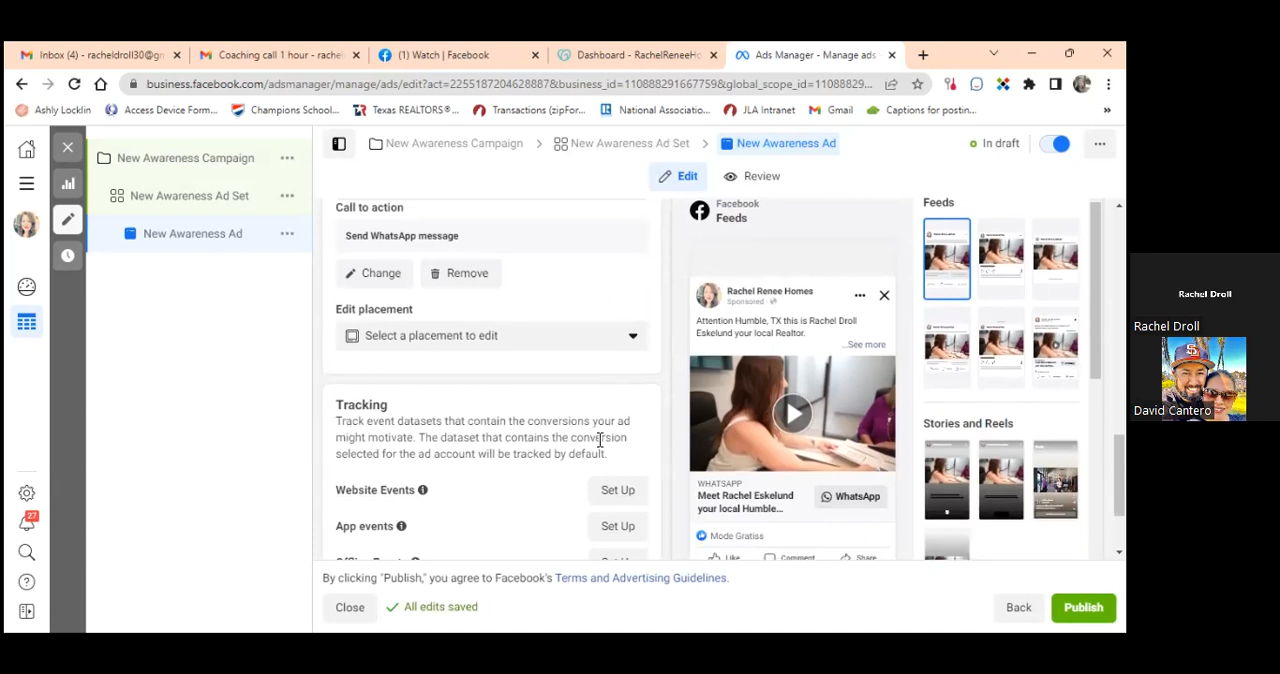 Inbox (4) - racheldroll30@gm
Coaching call 1 hour - rache
(1) Watch | Facebook
Dashboard - RachelReneeHo
Ads Manager - Manage ads
business.facebook.com/adsmanager/manage/ads/edit?act=2255187204628887&business_id=110888291667759&global_scope_id=11088829...
Ashly Locklin
Access Device Form...
Champions School...
Texas REALTORS®...
Transactions (zipFor...
National Associatio...
JLA Intranet
Gmail
Captions for postin...
New Awareness Campaign
New Awareness Ad Set
New Awareness Ad
In draft
New Awareness Campaign
New Awareness Ad Set
New Awareness Ad
Edit
Review
Call to action
Send WhatsApp message
Change
Remove
Edit placement
Select a placement to edit
Tracking
Track event datasets that contain the conversions your ad
might motivate. The dataset that contains the conversion
selected for the ad account will be tracked by default.
Website Events
Set Up
App events
Set Up
Facebook
Feeds
Rachel Renee Homes
Sponsored
Attention Humble, TX this is Rachel Droll
Eskelund your local Realtor.
...See more
WHATSAPP
Meet Rachel Eskelund
your local Humble...
WhatsApp
Mode Gratiss
Like
Comment
Share
Feeds
Stories and Reels
By clicking "Publish," you agree to Facebook's Terms and Advertising Guidelines.
Close
All edits saved
Back
Publish
27
Rachel Droll
Rachel Droll
David Cantero